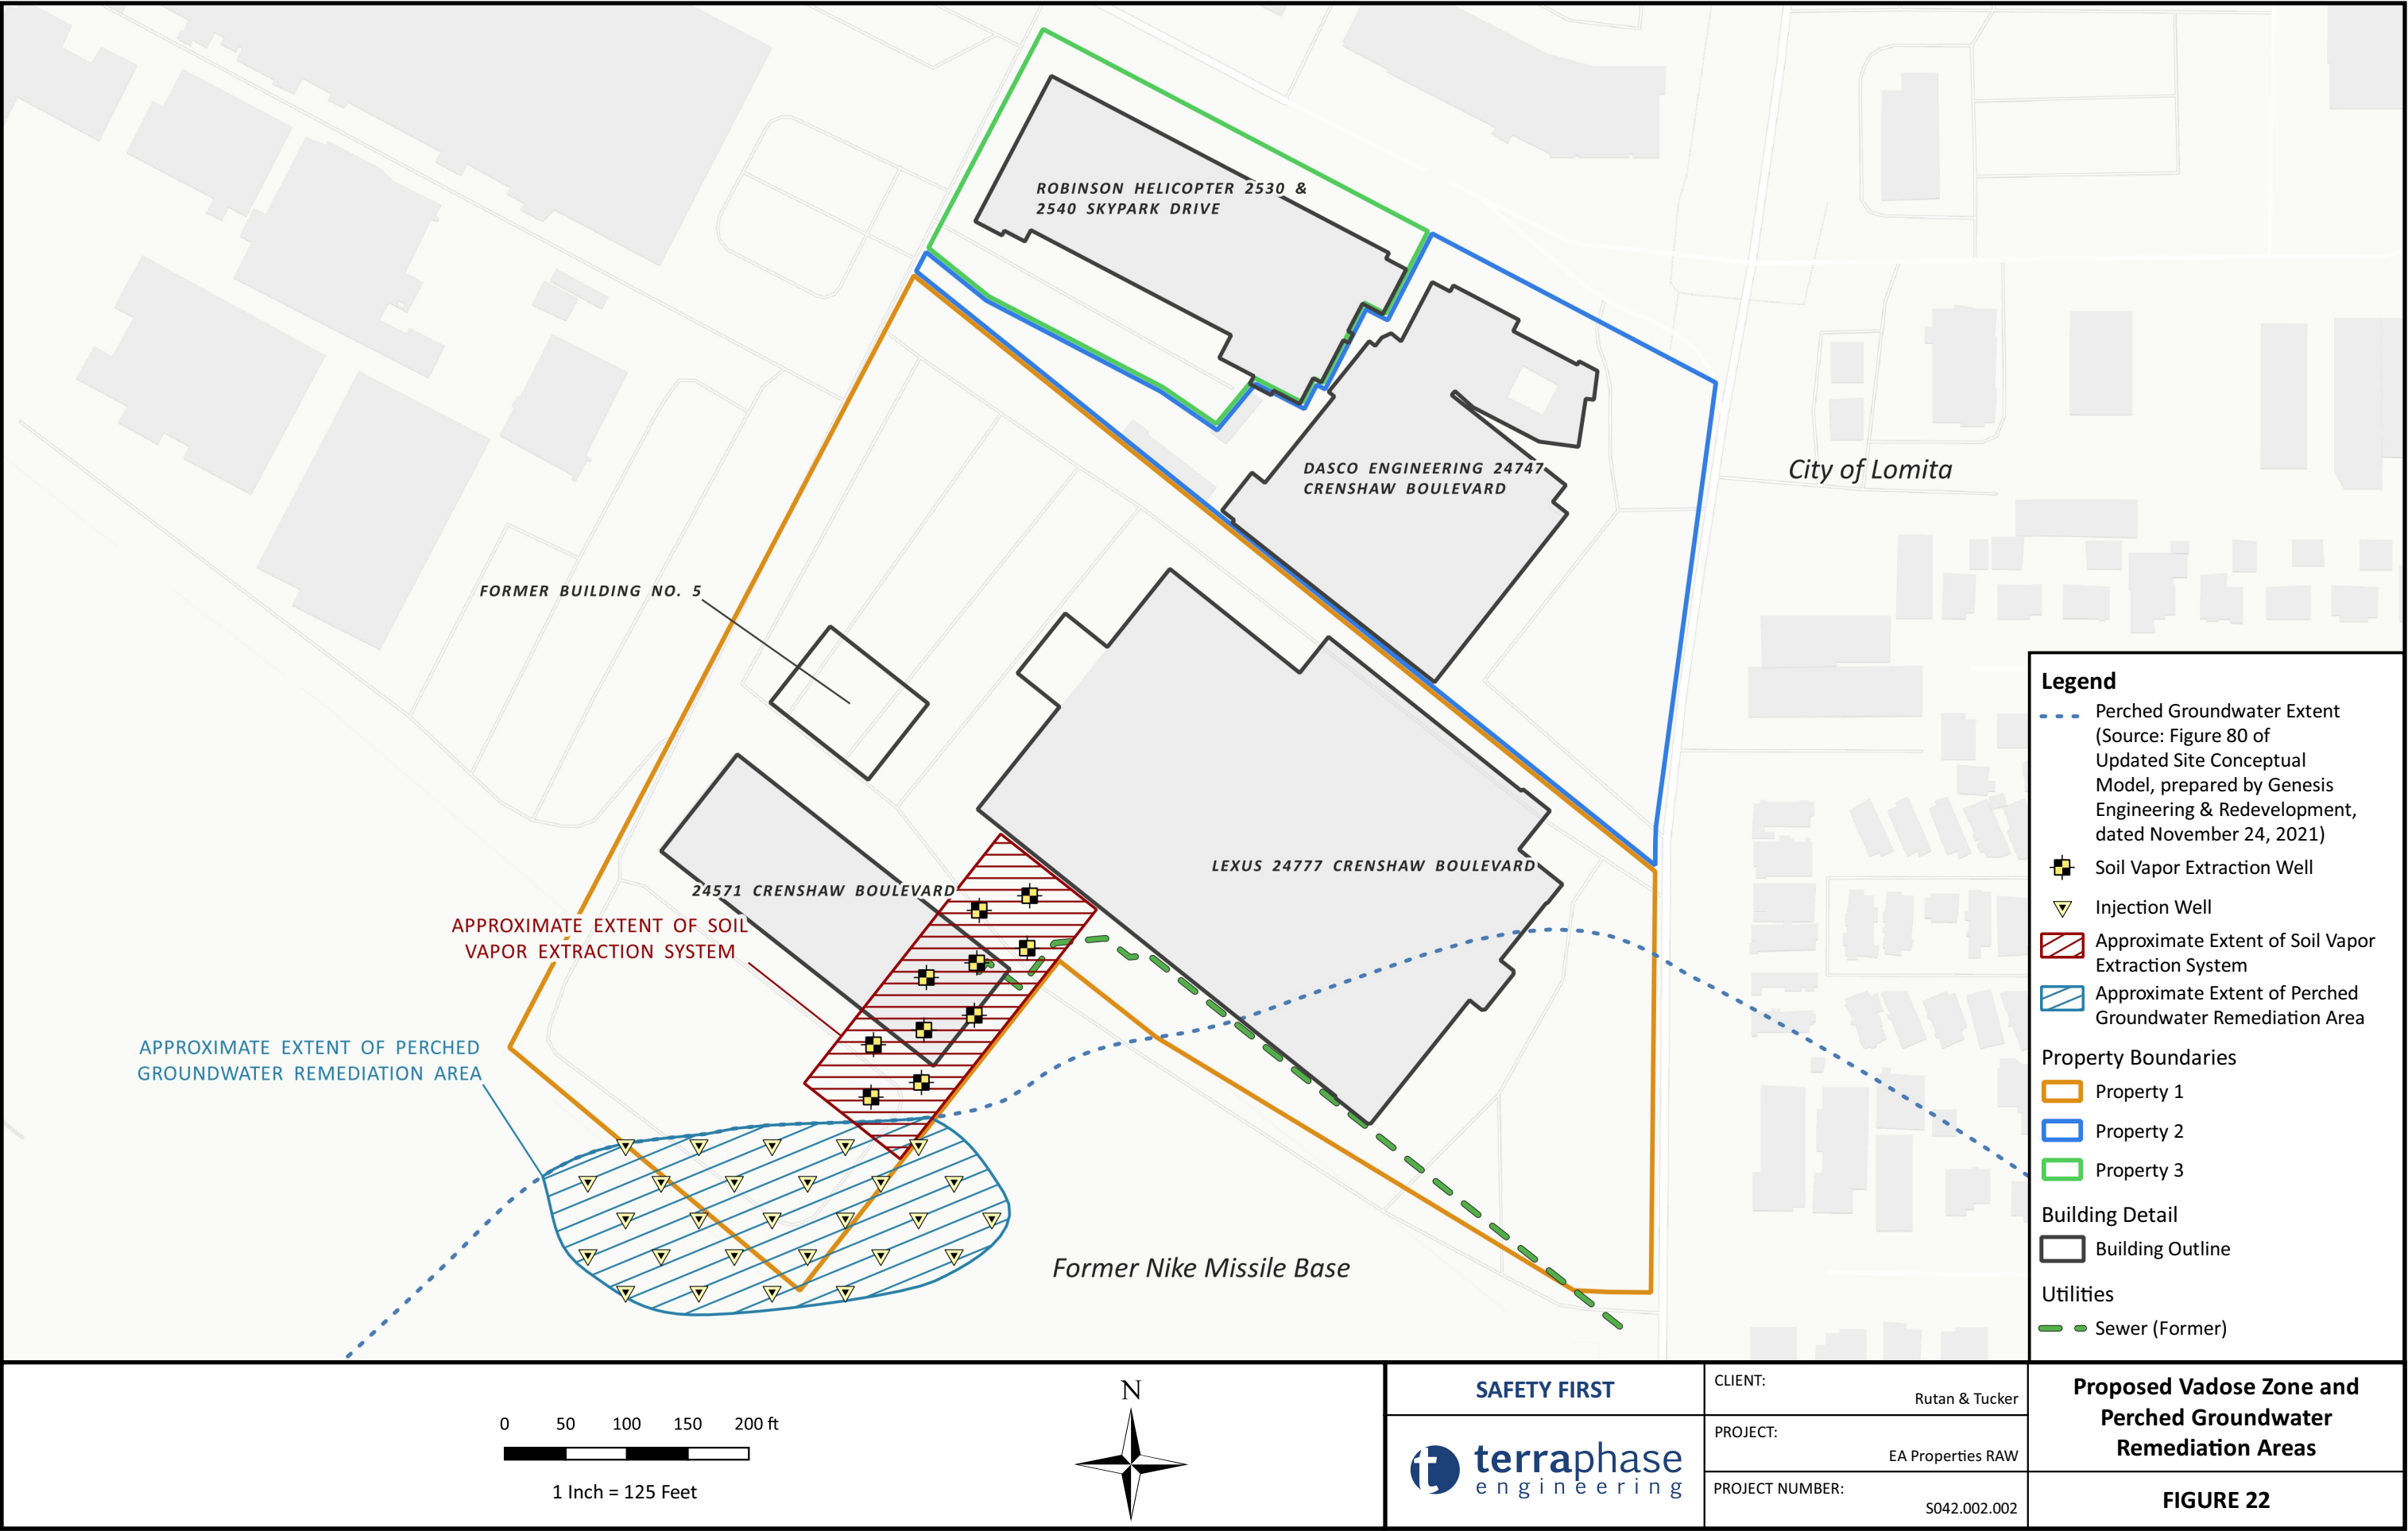 ROBINSON HELICOPTER 2530 &
2540 SKYPARK DRIVE
DASCO ENGINEERING 24747
CRENSHAW BOULEVARD
City of Lomita
FORMER BUILDING NO. 5
LEXUS 24777 CRENSHAW BOULEVARD
24571 CRENSHAW BOULEVARD
APPROXIMATE EXTENT OF SOIL
VAPOR EXTRACTION SYSTEM
APPROXIMATE EXTENT OF PERCHED
GROUNDWATER REMEDIATION AREA
Former Nike Missile Base
Legend
Perched Groundwater Extent
(Source: Figure 80 of
Updated Site Conceptual
Model, prepared by Genesis
Engineering & Redevelopment,
dated November 24, 2021)
Soil Vapor Extraction Well
Injection Well
Approximate Extent of Soil Vapor
Extraction System
Approximate Extent of Perched
Groundwater Remediation Area
Property Boundaries
Property 1
Property 2
Property 3
Building Detail
Building Outline
Utilities
Sewer (Former)
0 50 100 150 200 ft
1 Inch = 125 Feet
N
SAFETY FIRST
terraphase
engineering
CLIENT:
Rutan & Tucker
PROJECT:
EA Properties RAW
PROJECT NUMBER:
S042.002.002
Proposed Vadose Zone and
Perched Groundwater
Remediation Areas
FIGURE 22